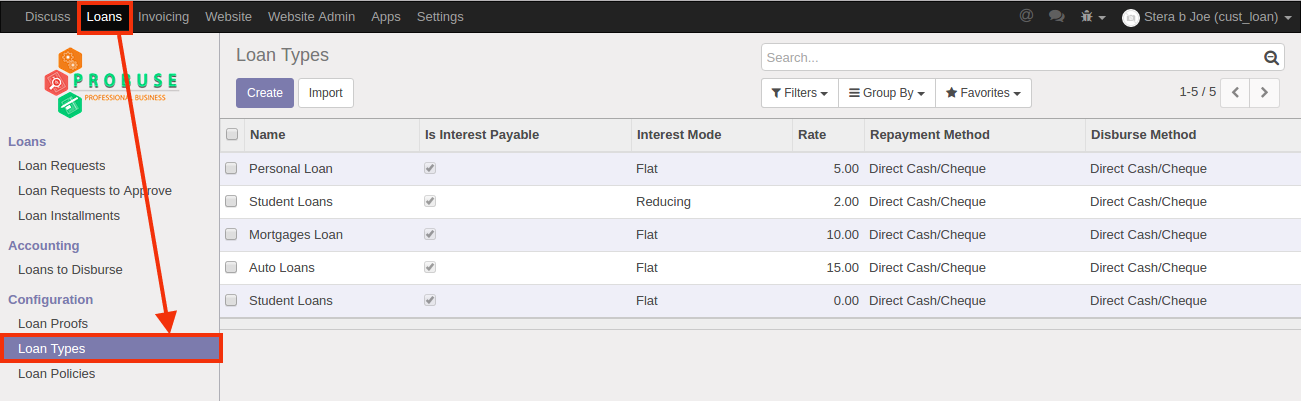 Discuss Loans Invoicing Website Website Admin Apps Settings @ Stera b Joe (cust_loan)
PROBUSE
PROFESSIONAL BUSINESS
Loans
Loan Requests
Loan Requests to Approve
Loan Installments
Accounting
Loans to Disburse
Configuration
Loan Proofs
Loan Types
Loan Policies
Loan Types
Search...
Create Import
Filters Group By Favorites 1-5 / 5
Name Is Interest Payable Interest Mode Rate Repayment Method Disburse Method
Personal Loan Flat 5.00 Direct Cash/Cheque Direct Cash/Cheque
Student Loans Reducing 2.00 Direct Cash/Cheque Direct Cash/Cheque
Mortgages Loan Flat 10.00 Direct Cash/Cheque Direct Cash/Cheque
Auto Loans Flat 15.00 Direct Cash/Cheque Direct Cash/Cheque
Student Loans Flat 0.00 Direct Cash/Cheque Direct Cash/Cheque